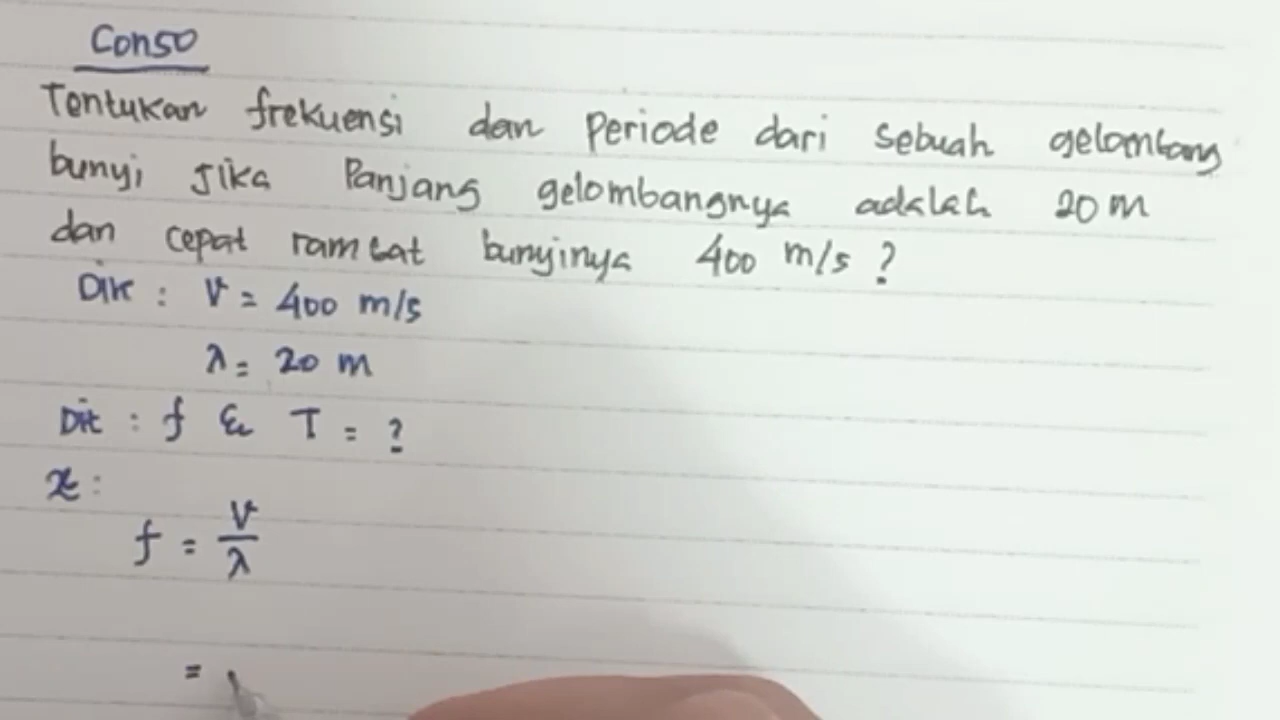 Conso
Tentukan frekuensi dan Periode dari sebuah gelombang
bunyi Jika Panjang gelombangnya adalah 20 m
dan cepat rambat bunyinya 400 m/s ?
Dik : V = 400 m/s
λ = 20 m
Dit : f & T = ?
f = V/λ
=